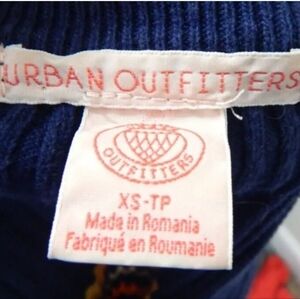 URBAN OUTFITTERS
OUTFITTERS
XS-TP
Made in Romania
Fabriqué en Roumanie